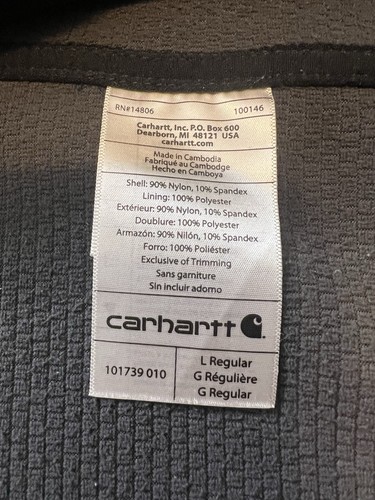 RN#14806 100146
Carhartt, Inc. P.O. Box 600
Dearborn, MI 48121 USA
carhartt.com
Made in Cambodia
Fabriqué au Cambodge
Hecho en Camboya
Shell: 90% Nylon, 10% Spandex
Lining: 100% Polyester
Extérieur: 90% Nylon, 10% Spandex
Doublure: 100% Polyester
Armazón: 90% Nilón, 10% Spandex
Forro: 100% Poliéster
Exclusive of Trimming
Sans garniture
Sin incluir adorno
carhartt
101739 010
L Regular
G Régulière
G Regular